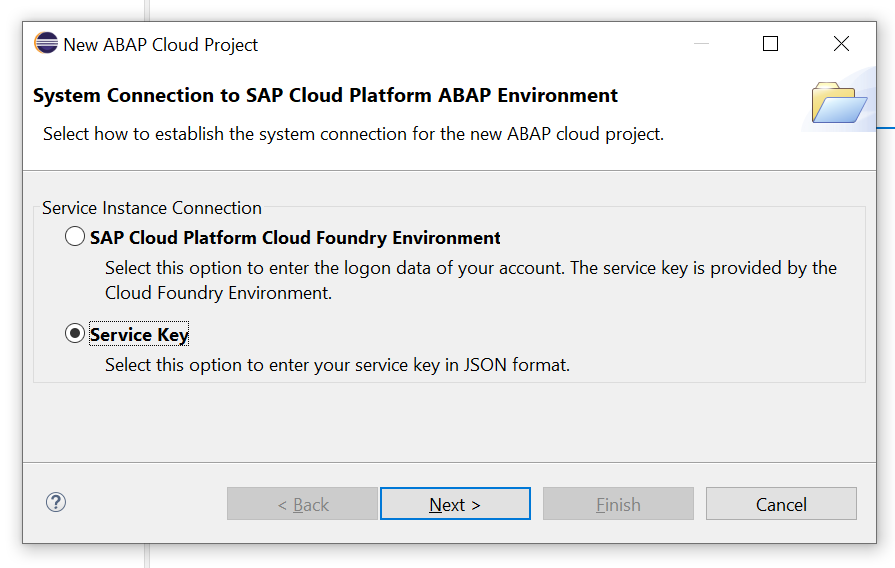 New ABAP Cloud Project
System Connection to SAP Cloud Platform ABAP Environment
Select how to establish the system connection for the new ABAP cloud project.
Service Instance Connection
SAP Cloud Platform Cloud Foundry Environment
Select this option to enter the logon data of your account. The service key is provided by the
Cloud Foundry Environment.
Service Key
Select this option to enter your service key in JSON format.
?
< Back
Next >
Finish
Cancel